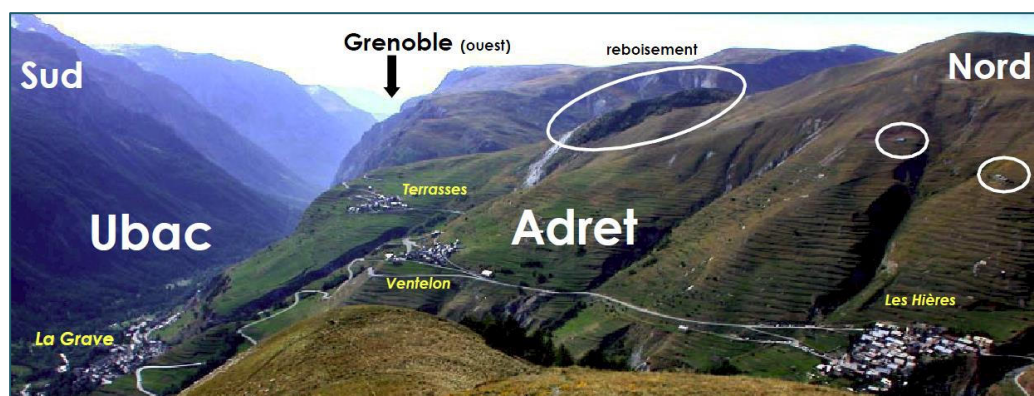 Sud
Grenoble (ouest)
reboisement
Nord
Terrasses
Ubac
Adret
Ventelon
Les Hières
La Grave